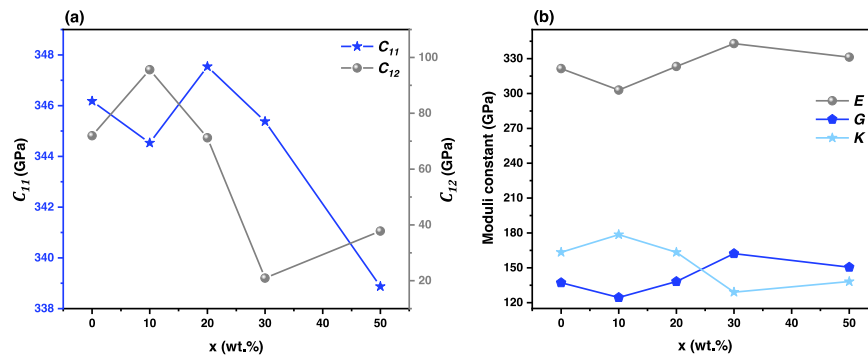 (a)
348
346
344
342
340
338
C11 (GPa)
0
10
20
30
40
50
x (wt.%)
100
80
60
40
20
C12 (GPa)
C11
C12
(b)
330
300
270
240
210
180
150
120
Moduli constant (GPa)
0
10
20
30
40
50
x (wt.%)
E
G
K